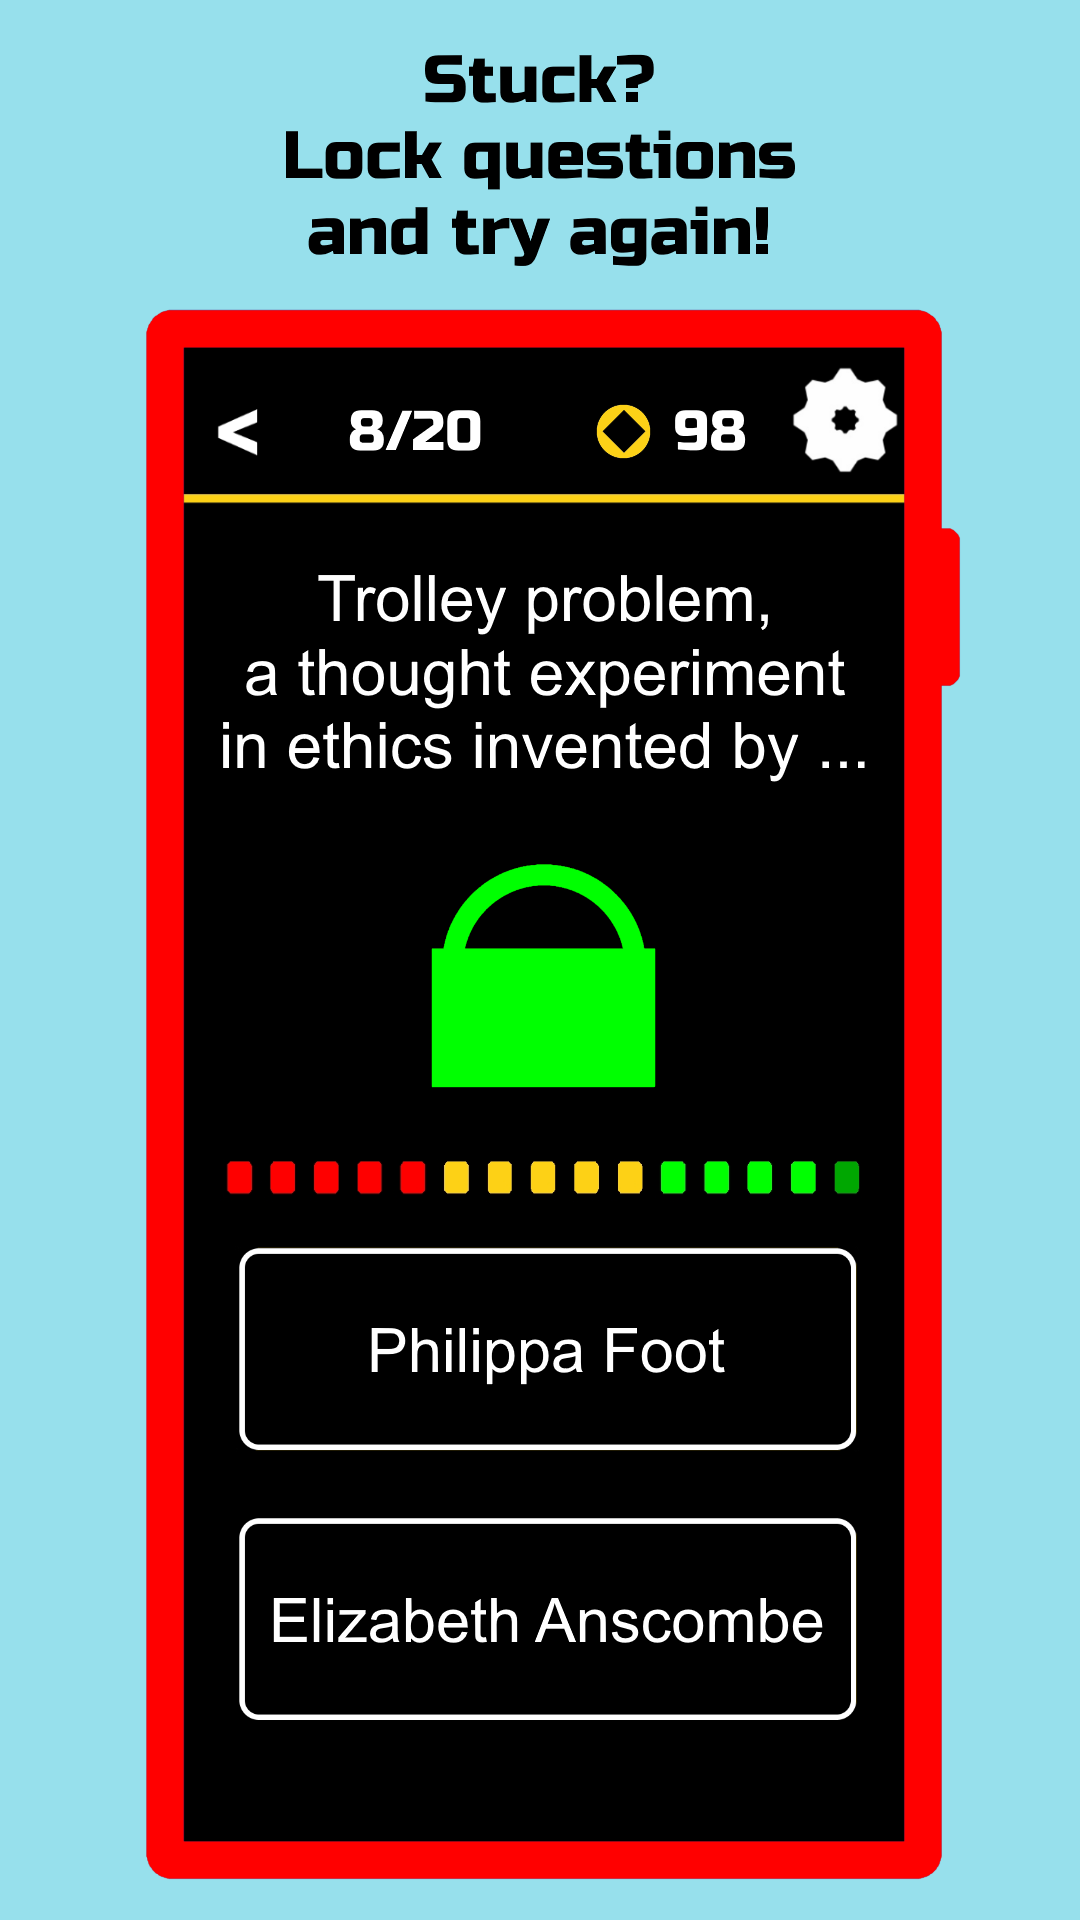 Stuck?
Lock questions
and try again!
< 8/20 98
Trolley problem,
a thought experiment
in ethics invented by ...
Philippa Foot
Elizabeth Anscombe